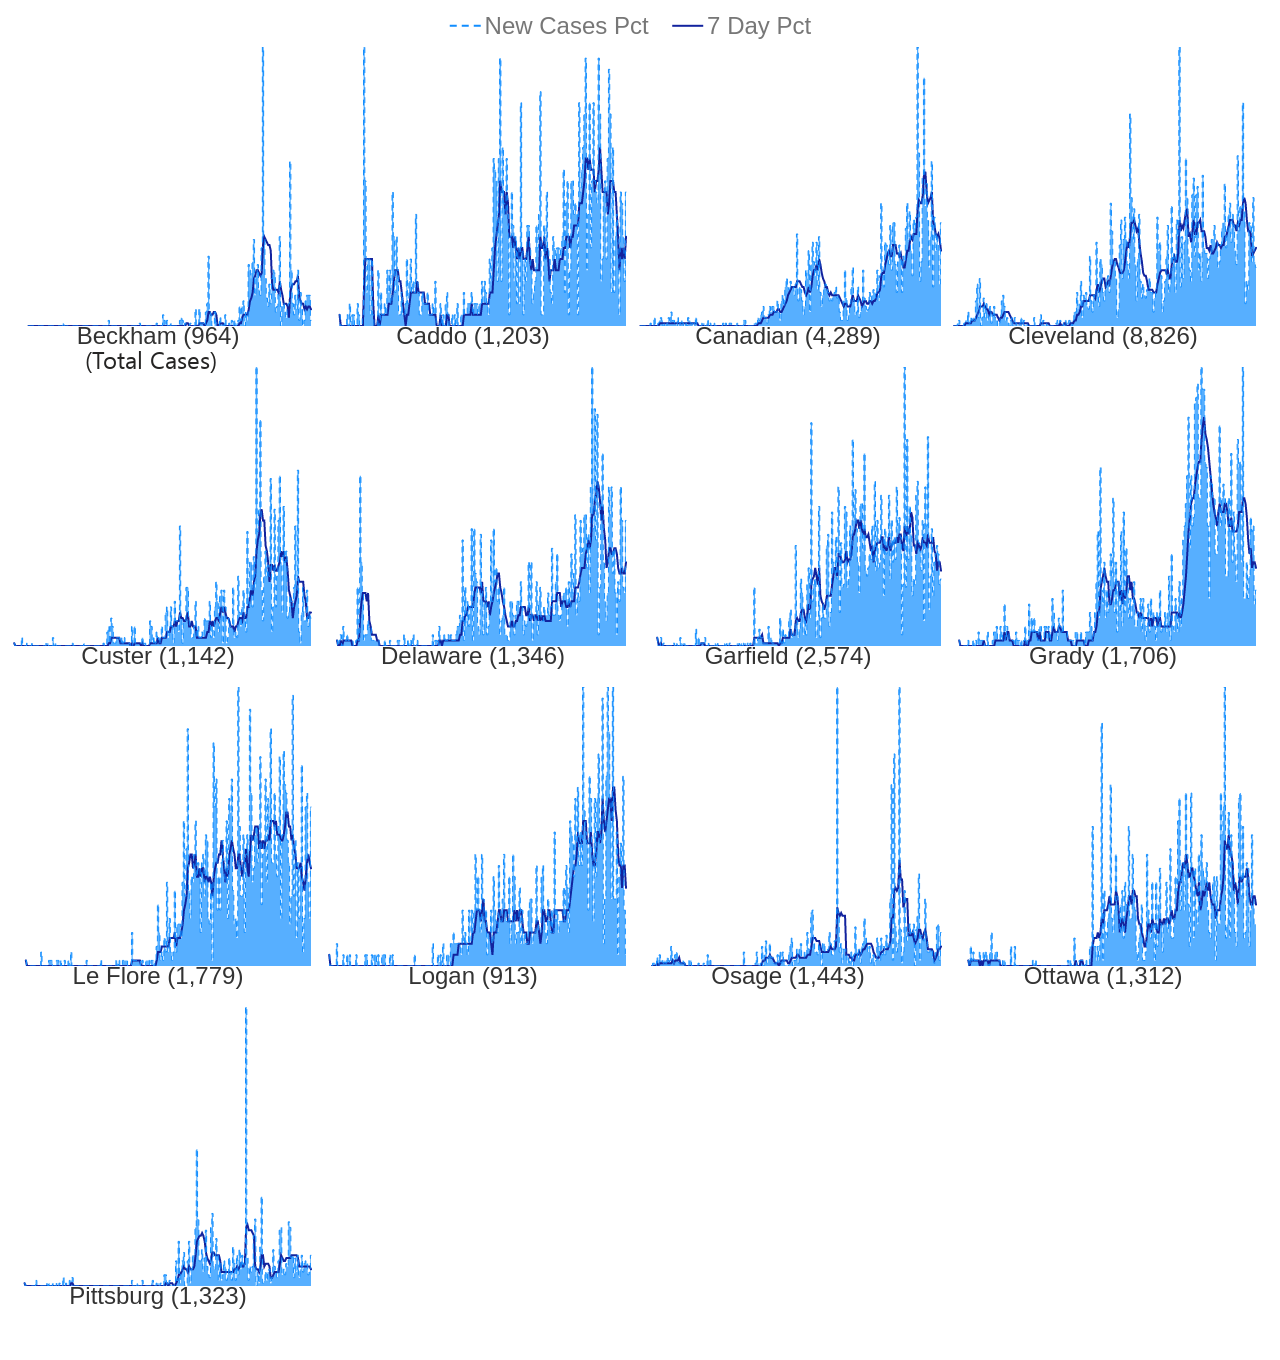 New Cases Pct 7 Day Pct
Beckham (964) Caddo (1,203) Canadian (4,289) Cleveland (8,826)
(Total Cases)
Custer (1,142) Delaware (1,346) Garfield (2,574) Grady (1,706)
Le Flore (1,779) Logan (913) Osage (1,443) Ottawa (1,312)
Pittsburg (1,323)